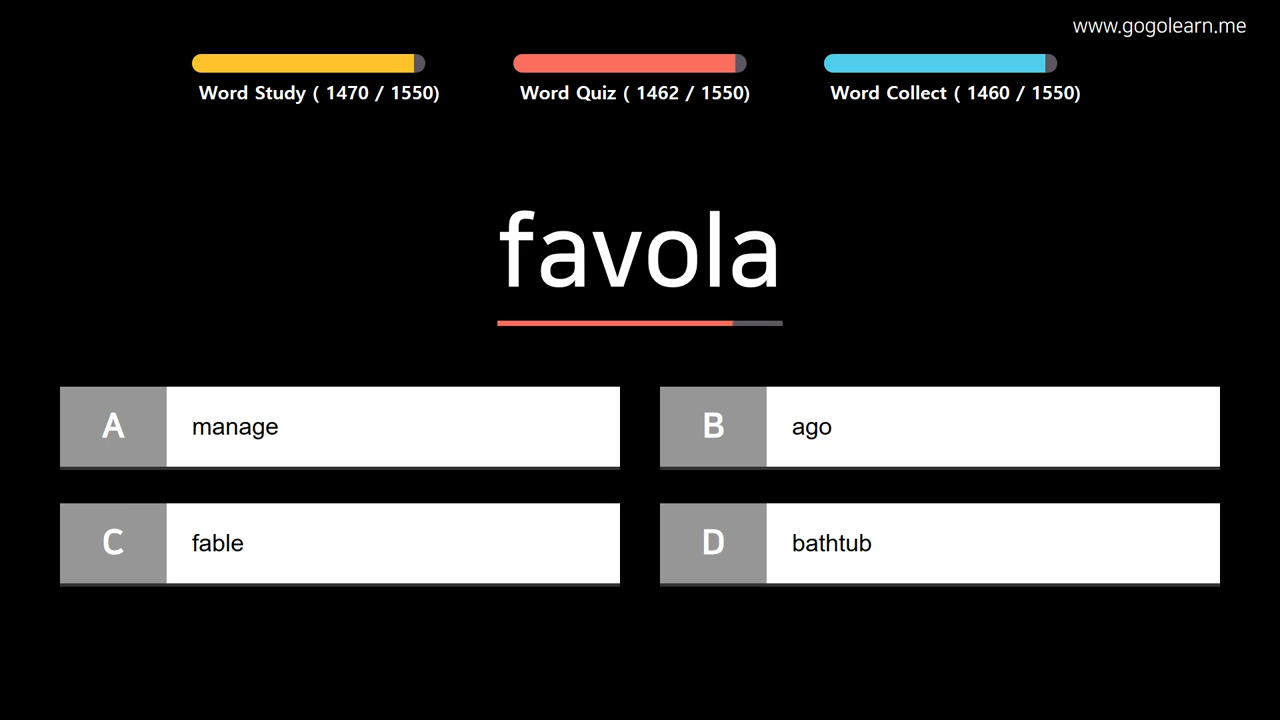 www.gogolearn.me
Word Study ( 1470 / 1550)
Word Quiz ( 1462 / 1550)
Word Collect ( 1460 / 1550)
favola
A manage
B ago
C fable
D bathtub